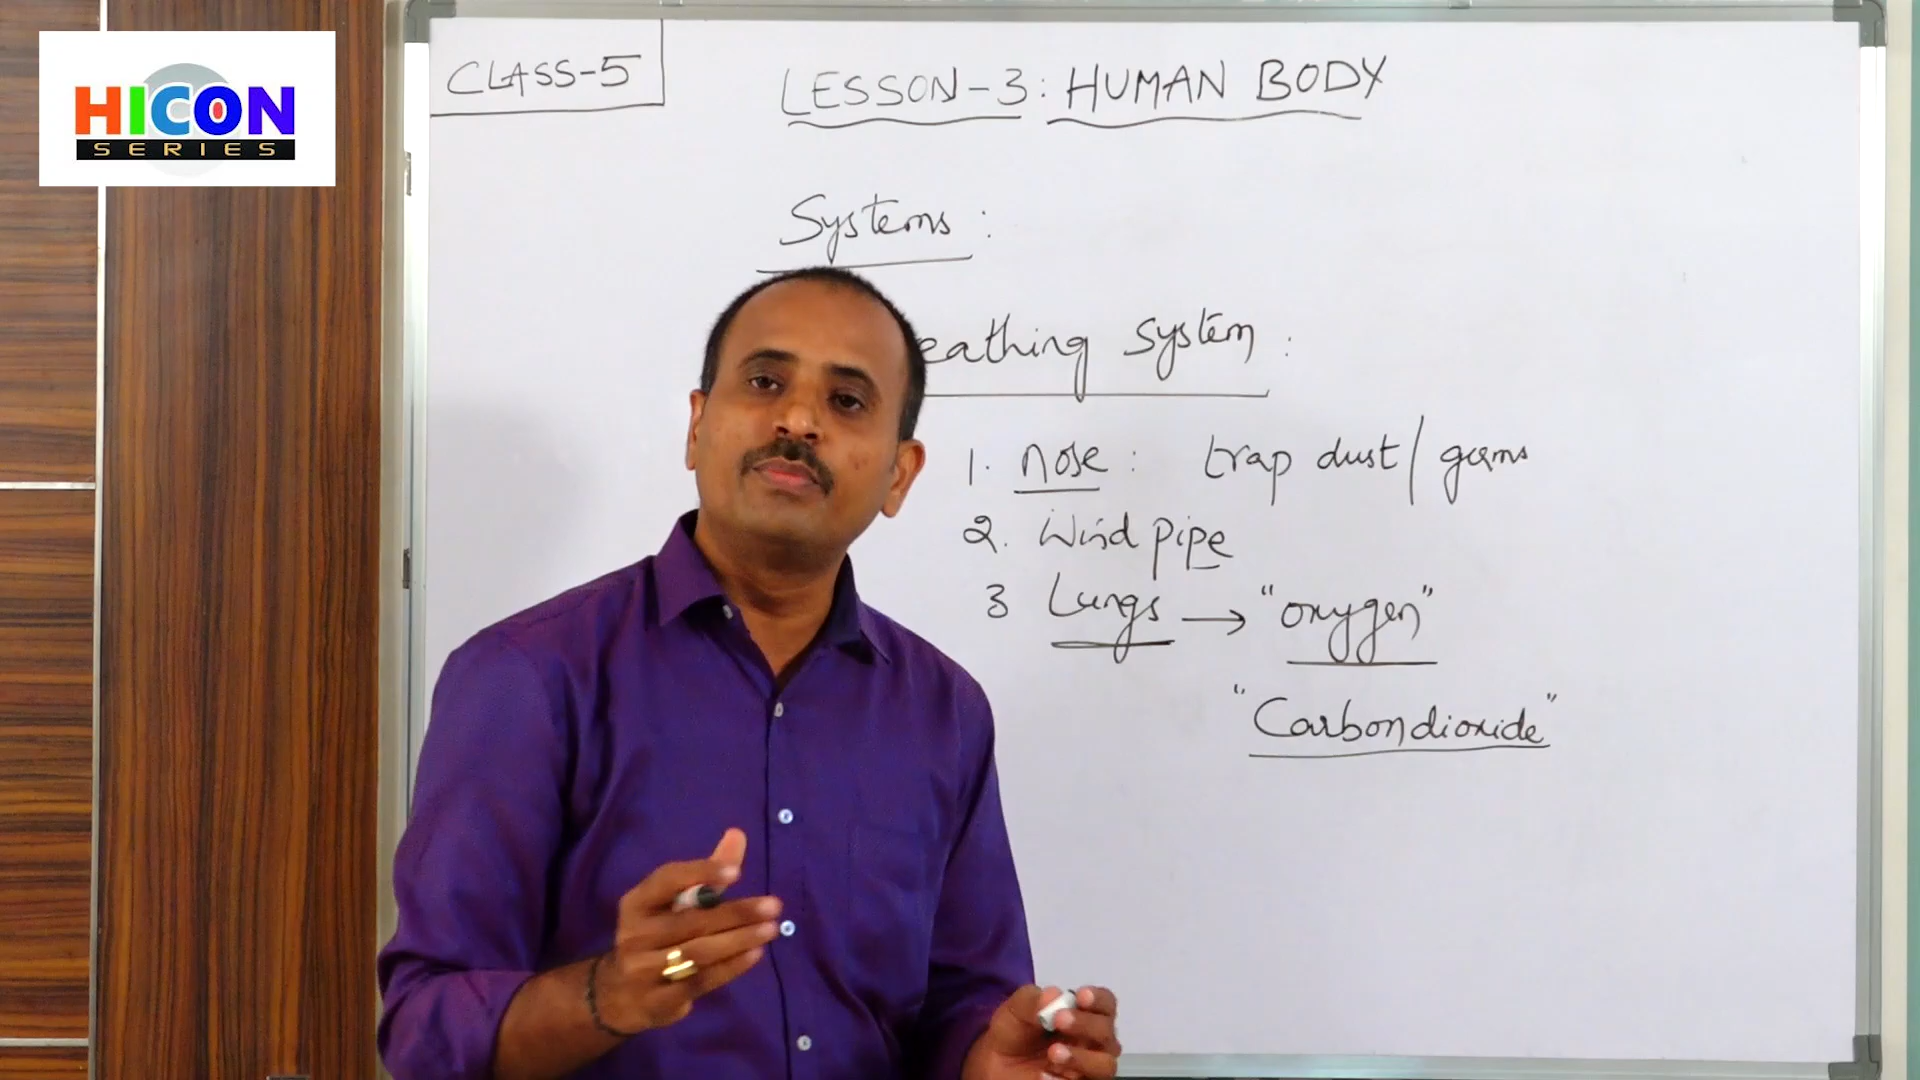 HICON
SERIES
CLASS-5
LESSON-3: HUMAN BODY
Systems:
eathing system:
1. nose: trap dust/germs
2. Wind pipe
3 Lungs → "oxygen"
"Carbondioxide"